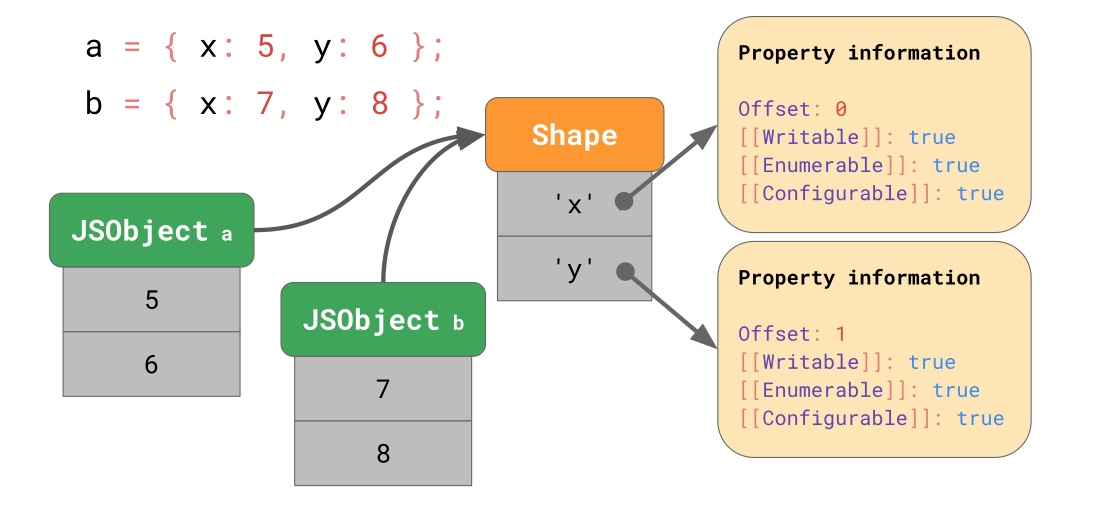 a = { x: 5, y: 6 };
b = { x: 7, y: 8 };
JSObject a
5
6
JSObject b
7
8
Shape
'x'
'y'
Property information
Offset: 0
[[Writable]]: true
[[Enumerable]]: true
[[Configurable]]: true
Property information
Offset: 1
[[Writable]]: true
[[Enumerable]]: true
[[Configurable]]: true